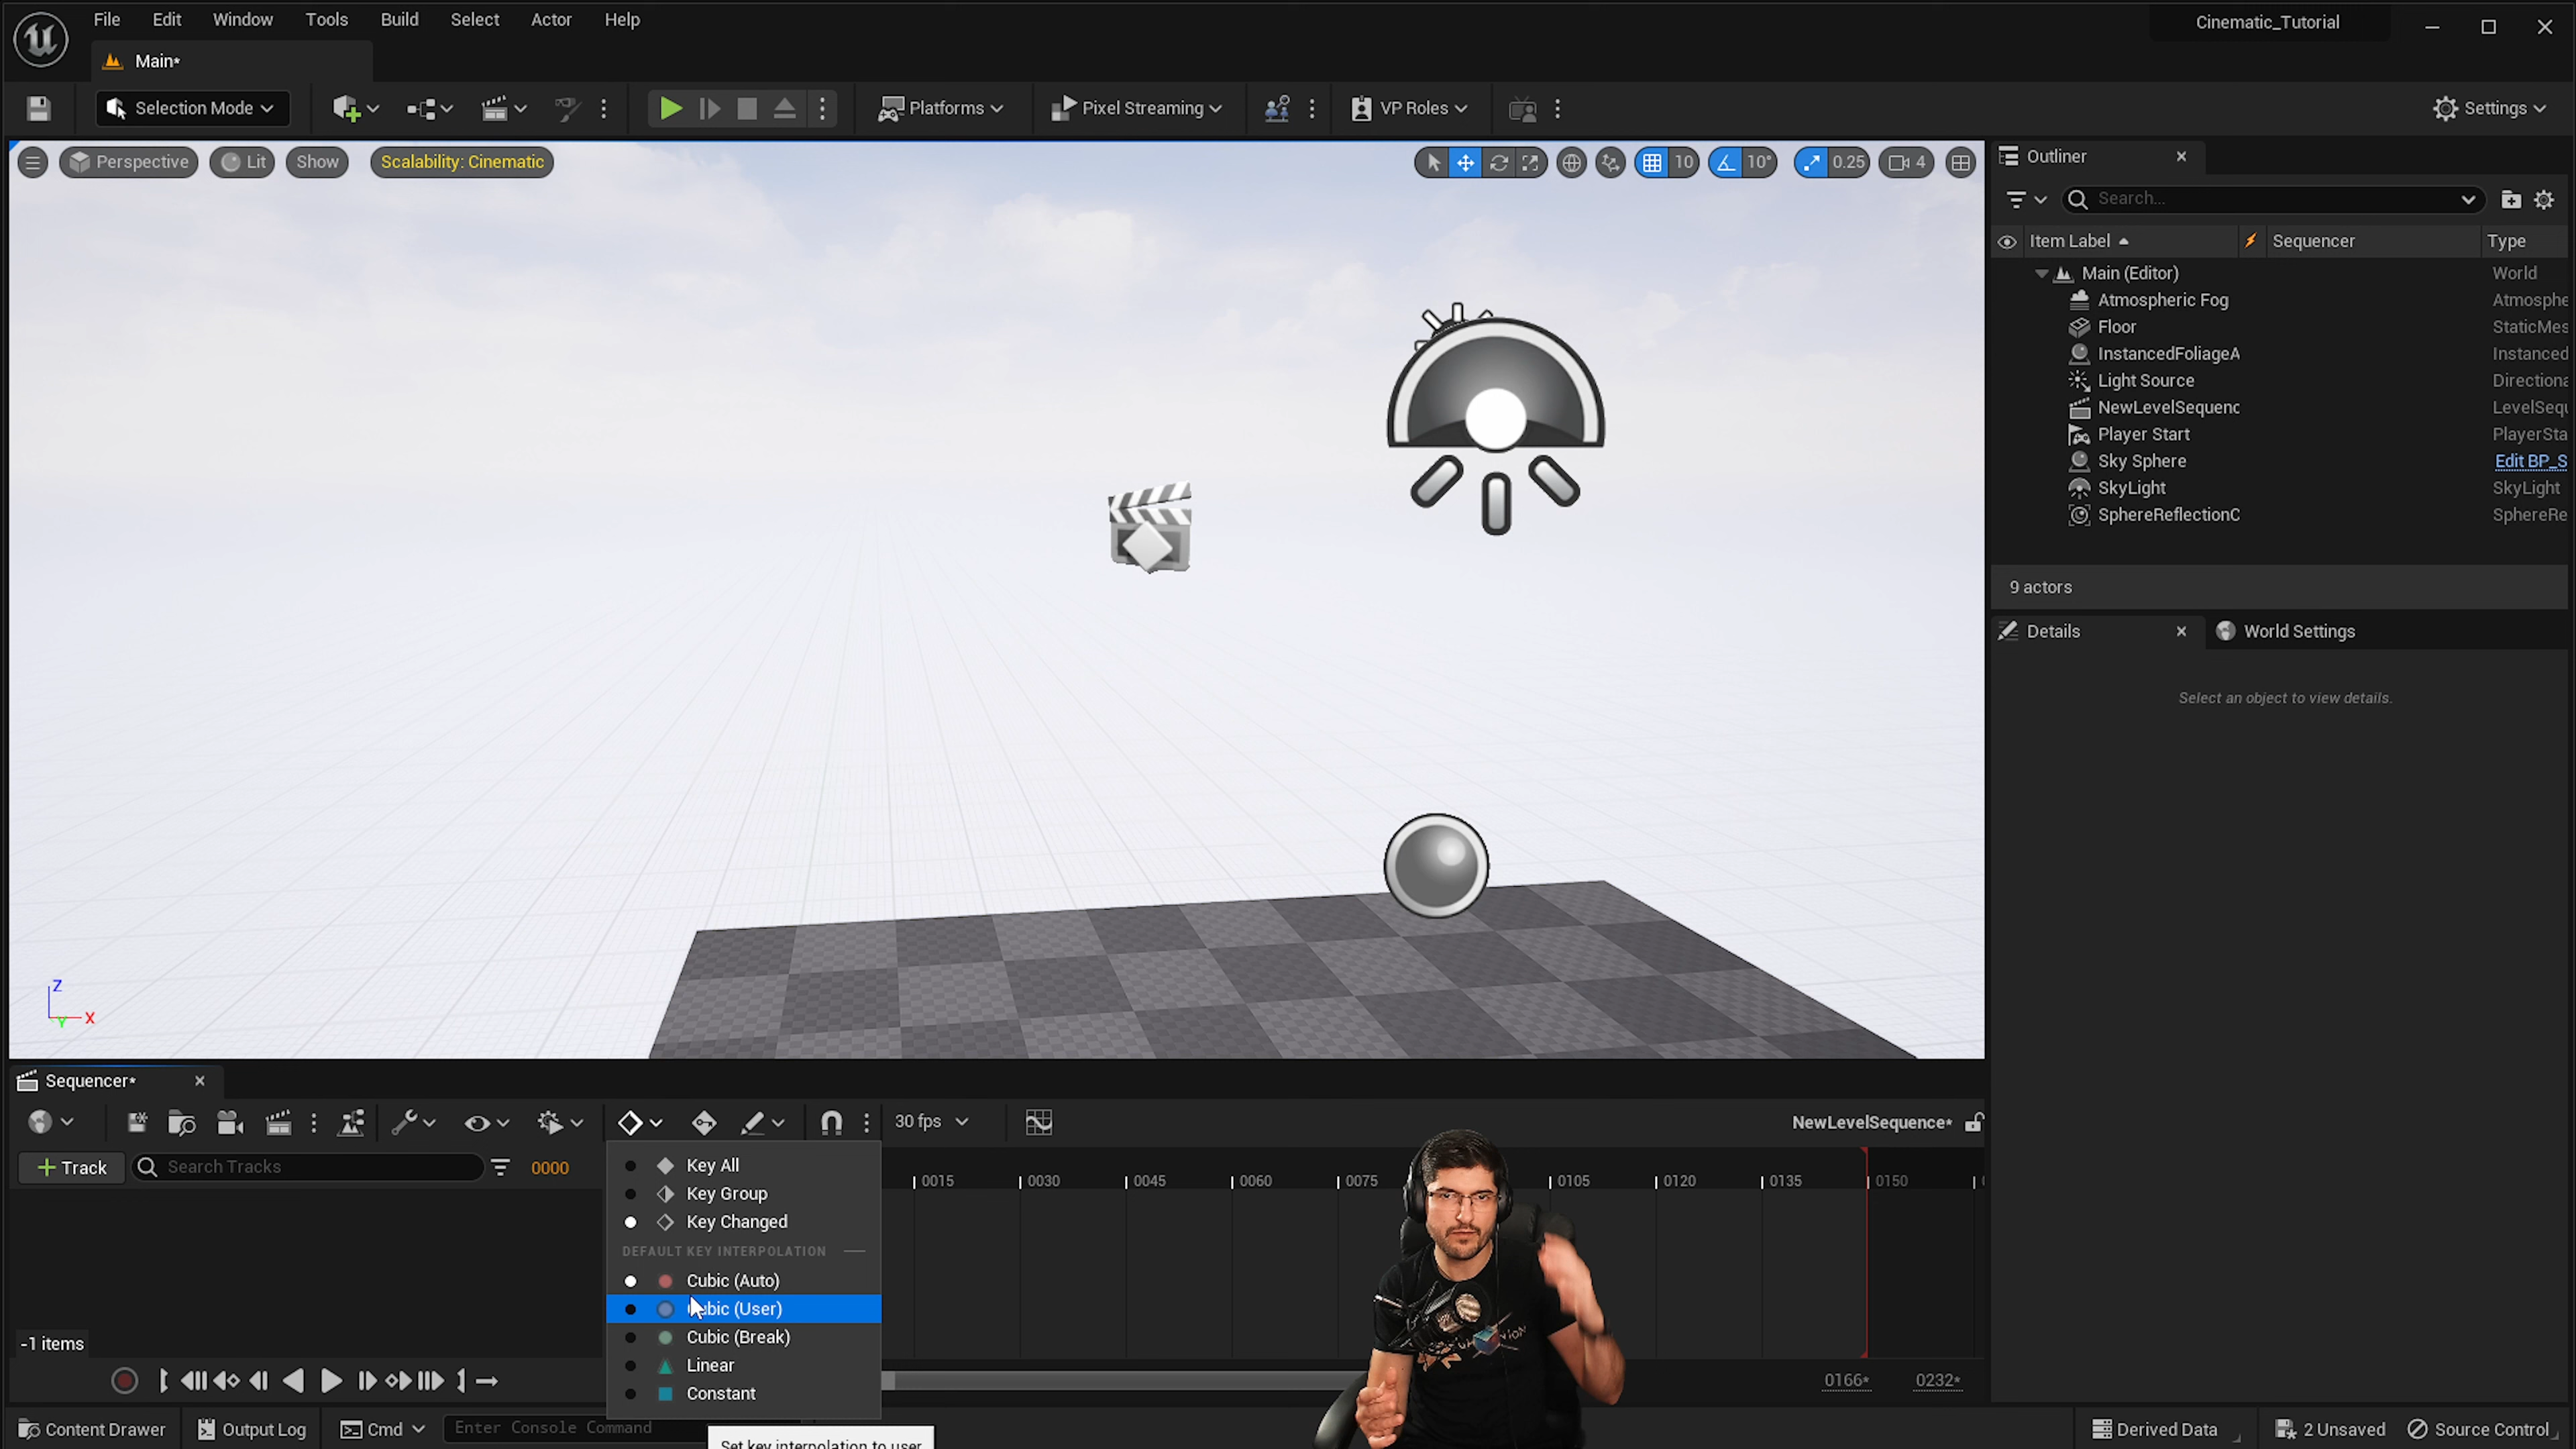 File Edit Window Tools Build Select Actor Help
Cinematic_Tutorial
Main*
Selection Mode
Platforms
Pixel Streaming
VP Roles
Settings
Perspective
Lit
Show
Scalability: Cinematic
10
10°
0.25
4
Outliner
Search...
Item Label
Sequencer
Type
Main (Editor)
World
Atmospheric Fog
Atmosphe
Floor
StaticMes
InstancedFoliageA
Instanced
Light Source
Directiona
NewLevelSequenc
LevelSequ
Player Start
PlayerSta
Sky Sphere
Edit BP_S
SkyLight
SkyLight
SphereReflectionC
SphereRe
9 actors
Details
World Settings
Select an object to view details.
Z
Y
X
Sequencer*
30 fps
NewLevelSequence*
+ Track
Search Tracks
0000
0015
0030
0045
0060
0075
0105
0120
0135
0150
Key All
Key Group
Key Changed
DEFAULT KEY INTERPOLATION
Cubic (Auto)
bic (User)
Cubic (Break)
Linear
Constant
-1 items
0166*
0232*
Content Drawer
Output Log
Cmd
Enter Console Command
Set key interpolation to user
Derived Data
2 Unsaved
Source Control